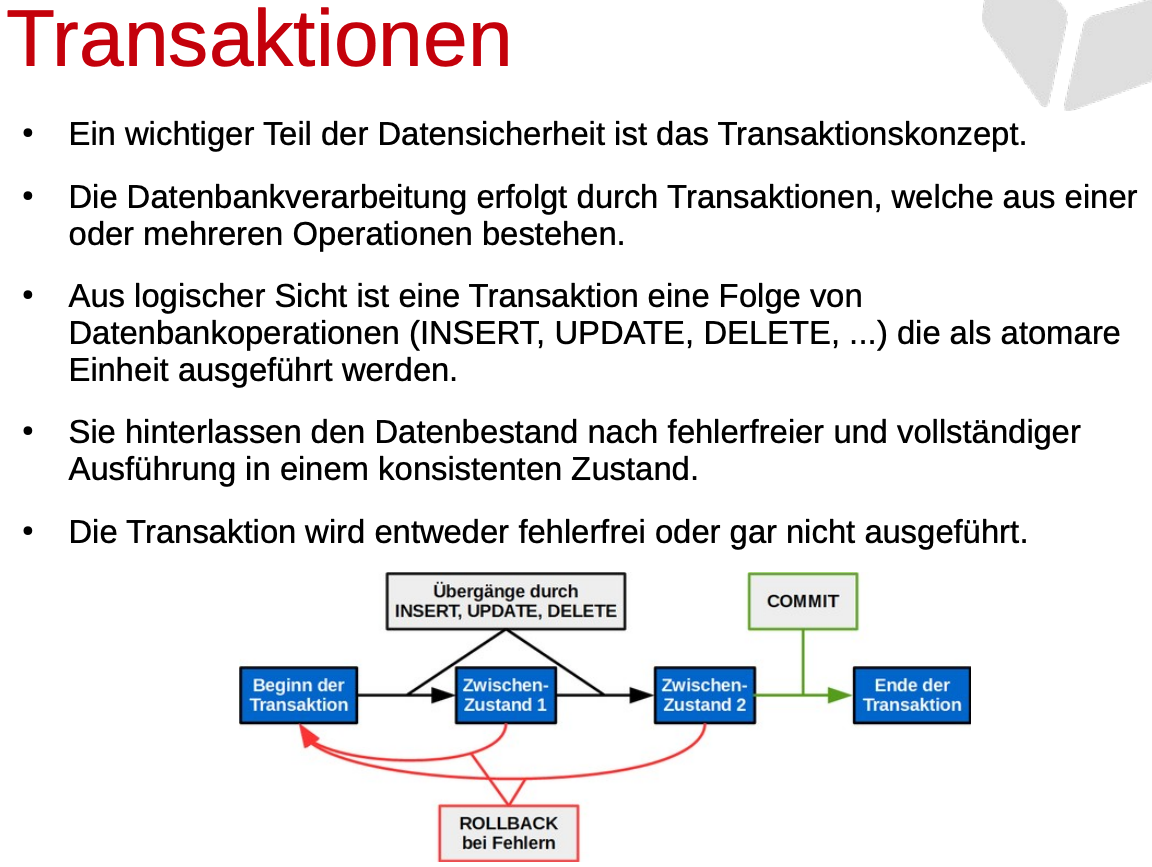 Transaktionen
• Ein wichtiger Teil der Datensicherheit ist das Transaktionskonzept.
• Die Datenbankverarbeitung erfolgt durch Transaktionen, welche aus einer
oder mehreren Operationen bestehen.
• Aus logischer Sicht ist eine Transaktion eine Folge von
Datenbankoperationen (INSERT, UPDATE, DELETE, ...) die als atomare
Einheit ausgeführt werden.
• Sie hinterlassen den Datenbestand nach fehlerfreier und vollständiger
Ausführung in einem konsistenten Zustand.
• Die Transaktion wird entweder fehlerfrei oder gar nicht ausgeführt.
Übergänge durch
INSERT, UPDATE, DELETE
COMMIT
Beginn der
Transaktion
Zwischen-
Zustand 1
Zwischen-
Zustand 2
Ende der
Transaktion
ROLLBACK
bei Fehlern